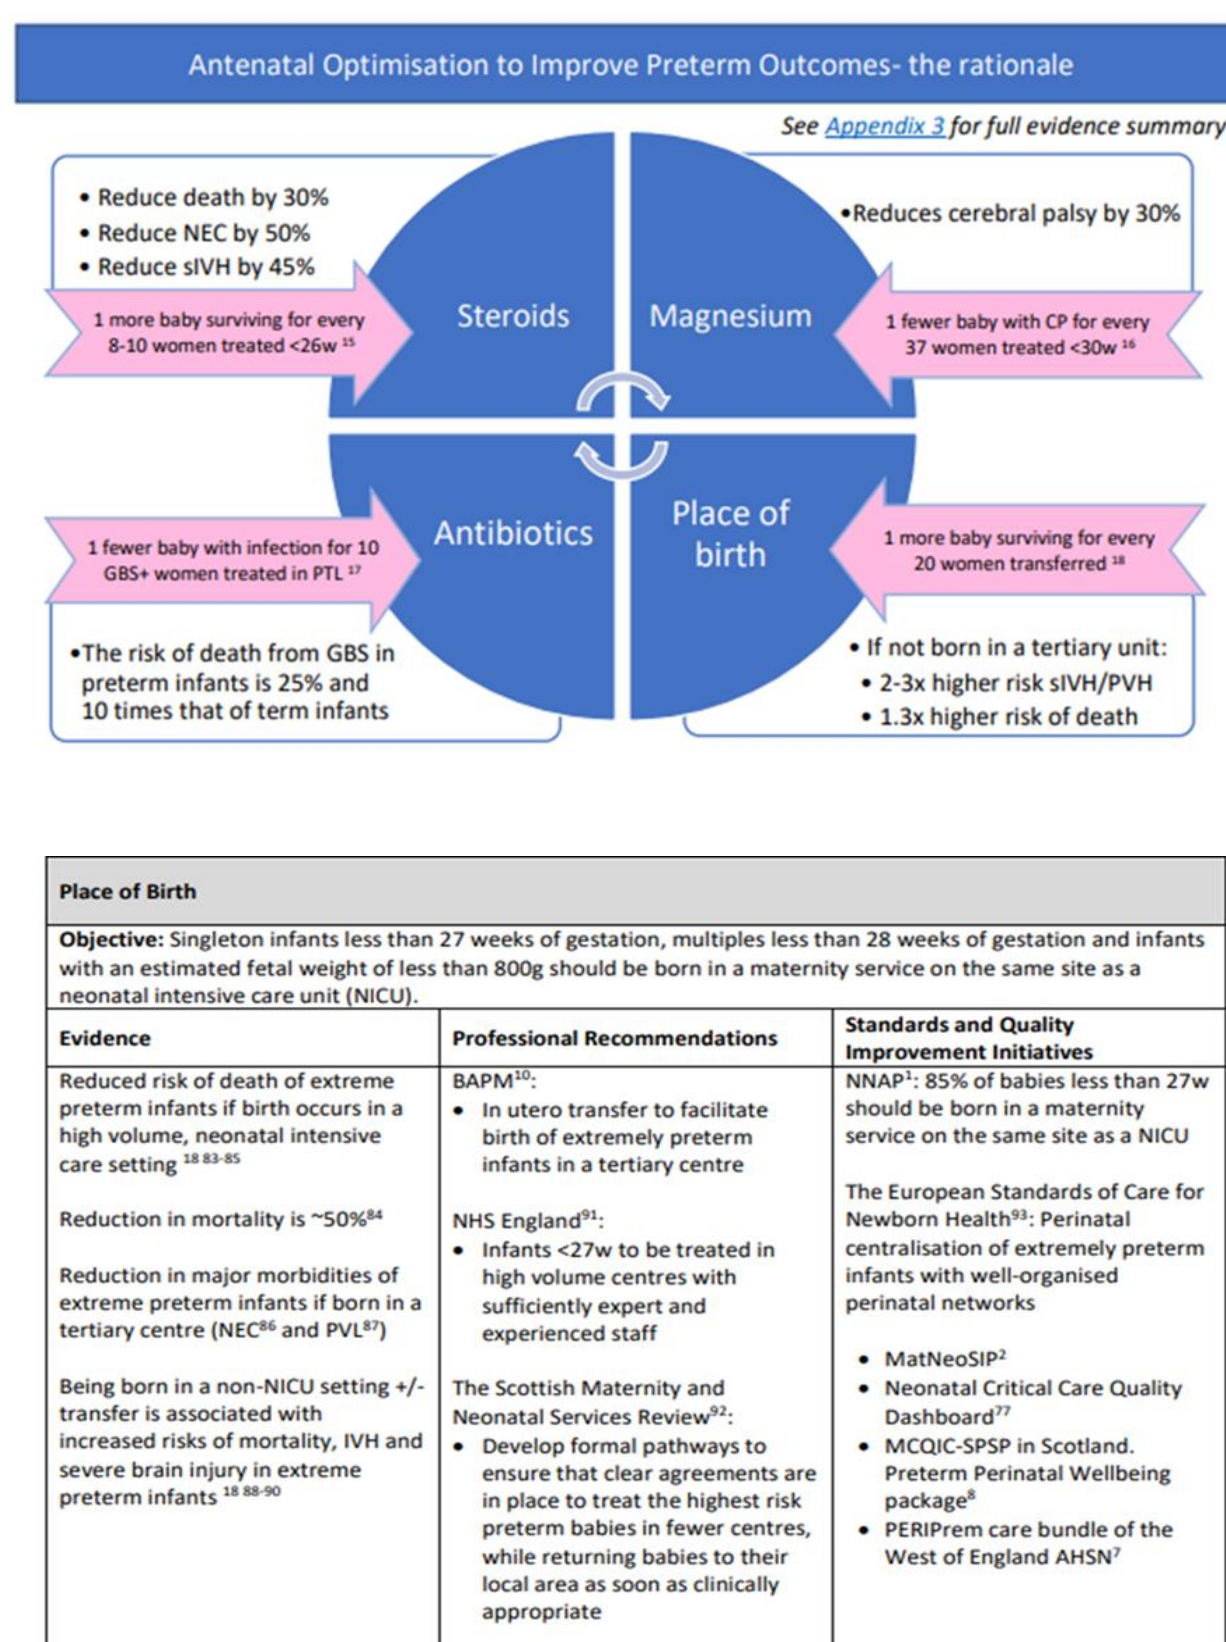 Antenatal Optimisation to Improve Preterm Outcomes- the rationale
See Appendix 3 for full evidence summary
• Reduce death by 30%
• Reduce NEC by 50%
• Reduce sIVH by 45%
1 more baby surviving for every
8-10 women treated <26w 15
Steroids
Magnesium
•Reduces cerebral palsy by 30%
1 fewer baby with CP for every
37 women treated <30w 16
1 fewer baby with infection for 10
GBS+ women treated in PTL 17
•The risk of death from GBS in
preterm infants is 25% and
10 times that of term infants
Antibiotics
Place of
birth
1 more baby surviving for every
20 women transferred 18
• If not born in a tertiary unit:
• 2-3x higher risk sIVH/PVH
• 1.3x higher risk of death
Place of Birth
Objective: Singleton infants less than 27 weeks of gestation, multiples less than 28 weeks of gestation and infants
with an estimated fetal weight of less than 800g should be born in a maternity service on the same site as a
neonatal intensive care unit (NICU).
Evidence
Reduced risk of death of extreme
preterm infants if birth occurs in a
high volume, neonatal intensive
care setting 18 83-85
Reduction in mortality is ~50%84
Reduction in major morbidities of
extreme preterm infants if born in a
tertiary centre (NEC86 and PVL87)
Being born in a non-NICU setting +/-
transfer is associated with
increased risks of mortality, IVH and
severe brain injury in extreme
preterm infants 18 88-90
Professional Recommendations
BAPM10:
• In utero transfer to facilitate
birth of extremely preterm
infants in a tertiary centre
NHS England91:
• Infants <27w to be treated in
high volume centres with
sufficiently expert and
experienced staff
The Scottish Maternity and
Neonatal Services Review92:
• Develop formal pathways to
ensure that clear agreements are
in place to treat the highest risk
preterm babies in fewer centres,
while returning babies to their
local area as soon as clinically
appropriate
Standards and Quality
Improvement Initiatives
NNAP1: 85% of babies less than 27w
should be born in a maternity
service on the same site as a NICU
The European Standards of Care for
Newborn Health93: Perinatal
centralisation of extremely preterm
infants with well-organised
perinatal networks
• MatNeoSIP2
• Neonatal Critical Care Quality
Dashboard77
• MCQIC-SPSP in Scotland.
Preterm Perinatal Wellbeing
package8
• PERIPrem care bundle of the
West of England AHSN7